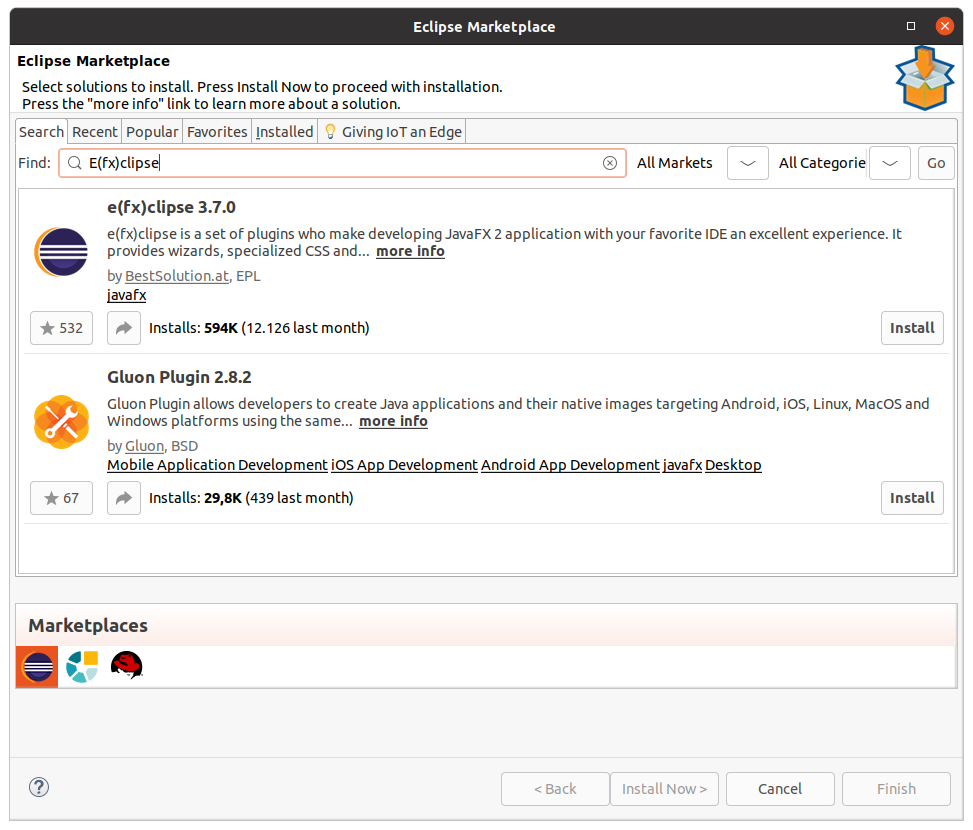 Eclipse Marketplace
Eclipse Marketplace
Select solutions to install. Press Install Now to proceed with installation.
Press the "more info" link to learn more about a solution.
Search Recent Popular Favorites Installed Giving IoT an Edge
Find: E(fx)clipse All Markets All Categorie Go
e(fx)clipse 3.7.0
e(fx)clipse is a set of plugins who make developing JavaFX 2 application with your favorite IDE an excellent experience. It
provides wizards, specialized CSS and... more info
by BestSolution.at, EPL
javafx
532 Installs: 594K (12.126 last month) Install
Gluon Plugin 2.8.2
Gluon Plugin allows developers to create Java applications and their native images targeting Android, iOS, Linux, MacOS and
Windows platforms using the same... more info
by Gluon, BSD
Mobile Application Development iOS App Development Android App Development javafx Desktop
67 Installs: 29,8K (439 last month) Install
Marketplaces
? < Back Install Now > Cancel Finish